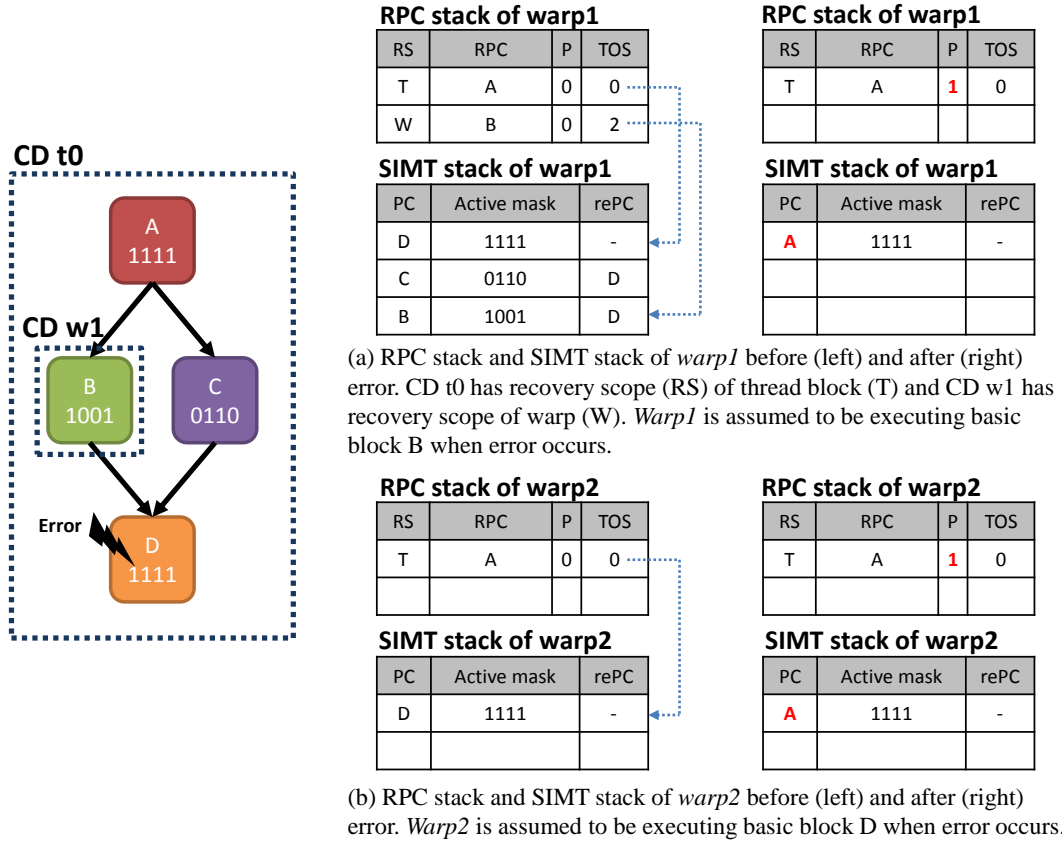 CD t0
A
1111
CD w1
B
1001
C
0110
Error
D
1111
RPC stack of warp1
RS RPC P TOS
T A 0 0
W B 0 2
SIMT stack of warp1
PC Active mask rePC
D 1111 -
C 0110 D
B 1001 D
RPC stack of warp1
RS RPC P TOS
T A 1 0
SIMT stack of warp1
PC Active mask rePC
A 1111 -
(a) RPC stack and SIMT stack of warp1 before (left) and after (right)
error. CD t0 has recovery scope (RS) of thread block (T) and CD w1 has
recovery scope of warp (W). Warp1 is assumed to be executing basic
block B when error occurs.
RPC stack of warp2
RS RPC P TOS
T A 0 0
SIMT stack of warp2
PC Active mask rePC
D 1111 -
RPC stack of warp2
RS RPC P TOS
T A 1 0
SIMT stack of warp2
PC Active mask rePC
A 1111 -
(b) RPC stack and SIMT stack of warp2 before (left) and after (right)
error. Warp2 is assumed to be executing basic block D when error occurs.